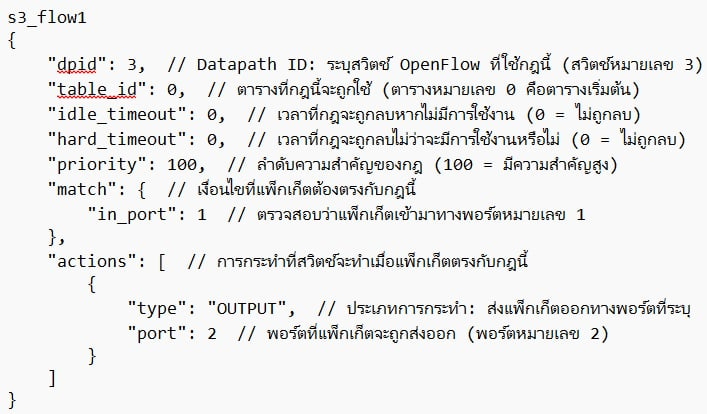 s3_flow1
{
    "dpid": 3,  // Datapath ID: ระบุสวิตช์ OpenFlow ที่ใช้กฎนี้ (สวิตช์หมายเลข 3)
    "table_id": 0,  // ตารางที่กฎนี้จะถูกใช้ (ตารางหมายเลข 0 คือตารางเริ่มต้น)
    "idle_timeout": 0,  // เวลาที่กฎจะถูกลบหากไม่มีการใช้งาน (0 = ไม่ถูกลบ)
    "hard_timeout": 0,  // เวลาที่กฎจะถูกลบไม่ว่าจะมีการใช้งานหรือไม่ (0 = ไม่ถูกลบ)
    "priority": 100,  // ลำดับความสำคัญของกฎ (100 = มีความสำคัญสูง)
    "match": {  // เงื่อนไขที่แพ็กเก็ตต้องตรงกับกฎนี้
        "in_port": 1  // ตรวจสอบว่าแพ็กเก็ตเข้ามาทางพอร์ตหมายเลข 1
    },
    "actions": [  // การกระทำที่สวิตช์จะทำเมื่อแพ็กเก็ตตรงกับกฎนี้
        {
            "type": "OUTPUT",  // ประเภทการกระทำ: ส่งแพ็กเก็ตออกทางพอร์ตที่ระบุ
            "port": 2  // พอร์ตที่แพ็กเก็ตจะถูกส่งออก (พอร์ตหมายเลข 2)
        }
    ]
}